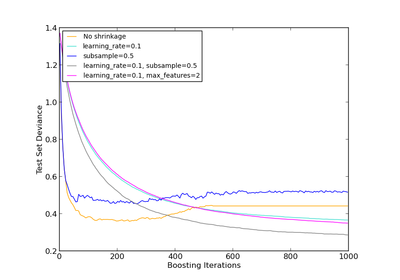 1.4
1.2
1.0
0.8
0.6
0.4
0.2
Test Set Deviance
No shrinkage
learning_rate=0.1
subsample=0.5
learning_rate=0.1, subsample=0.5
learning_rate=0.1, max_features=2
0 200 400 600 800 1000
Boosting Iterations